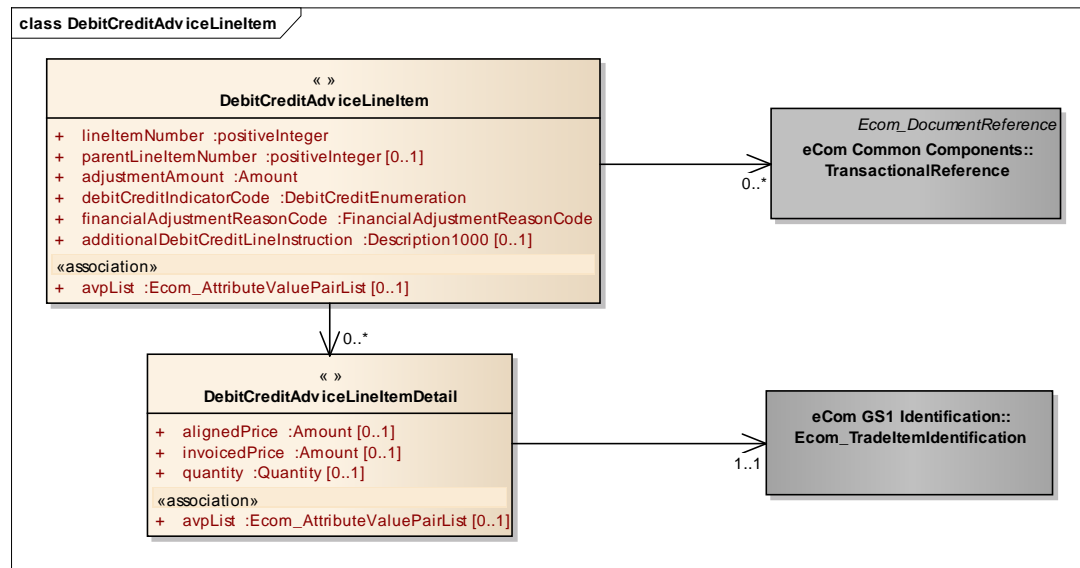 class DebitCreditAdviceLineItem
« »
DebitCreditAdviceLineItem
+ lineItemNumber :positiveInteger
+ parentLineItemNumber :positiveInteger [0..1]
+ adjustmentAmount :Amount
+ debitCreditIndicatorCode :DebitCreditEnumeration
+ financialAdjustmentReasonCode :FinancialAdjustmentReasonCode
+ additionalDebitCreditLineInstruction :Description1000 [0..1]
«association»
+ avpList :Ecom_AttributeValuePairList [0..1]
Ecom_DocumentReference
eCom Common Components::
TransactionalReference
0..*
0..*
« »
DebitCreditAdviceLineItemDetail
+ alignedPrice :Amount [0..1]
+ invoicedPrice :Amount [0..1]
+ quantity :Quantity [0..1]
«association»
+ avpList :Ecom_AttributeValuePairList [0..1]
eCom GS1 Identification::
Ecom_TradeItemIdentification
1..1